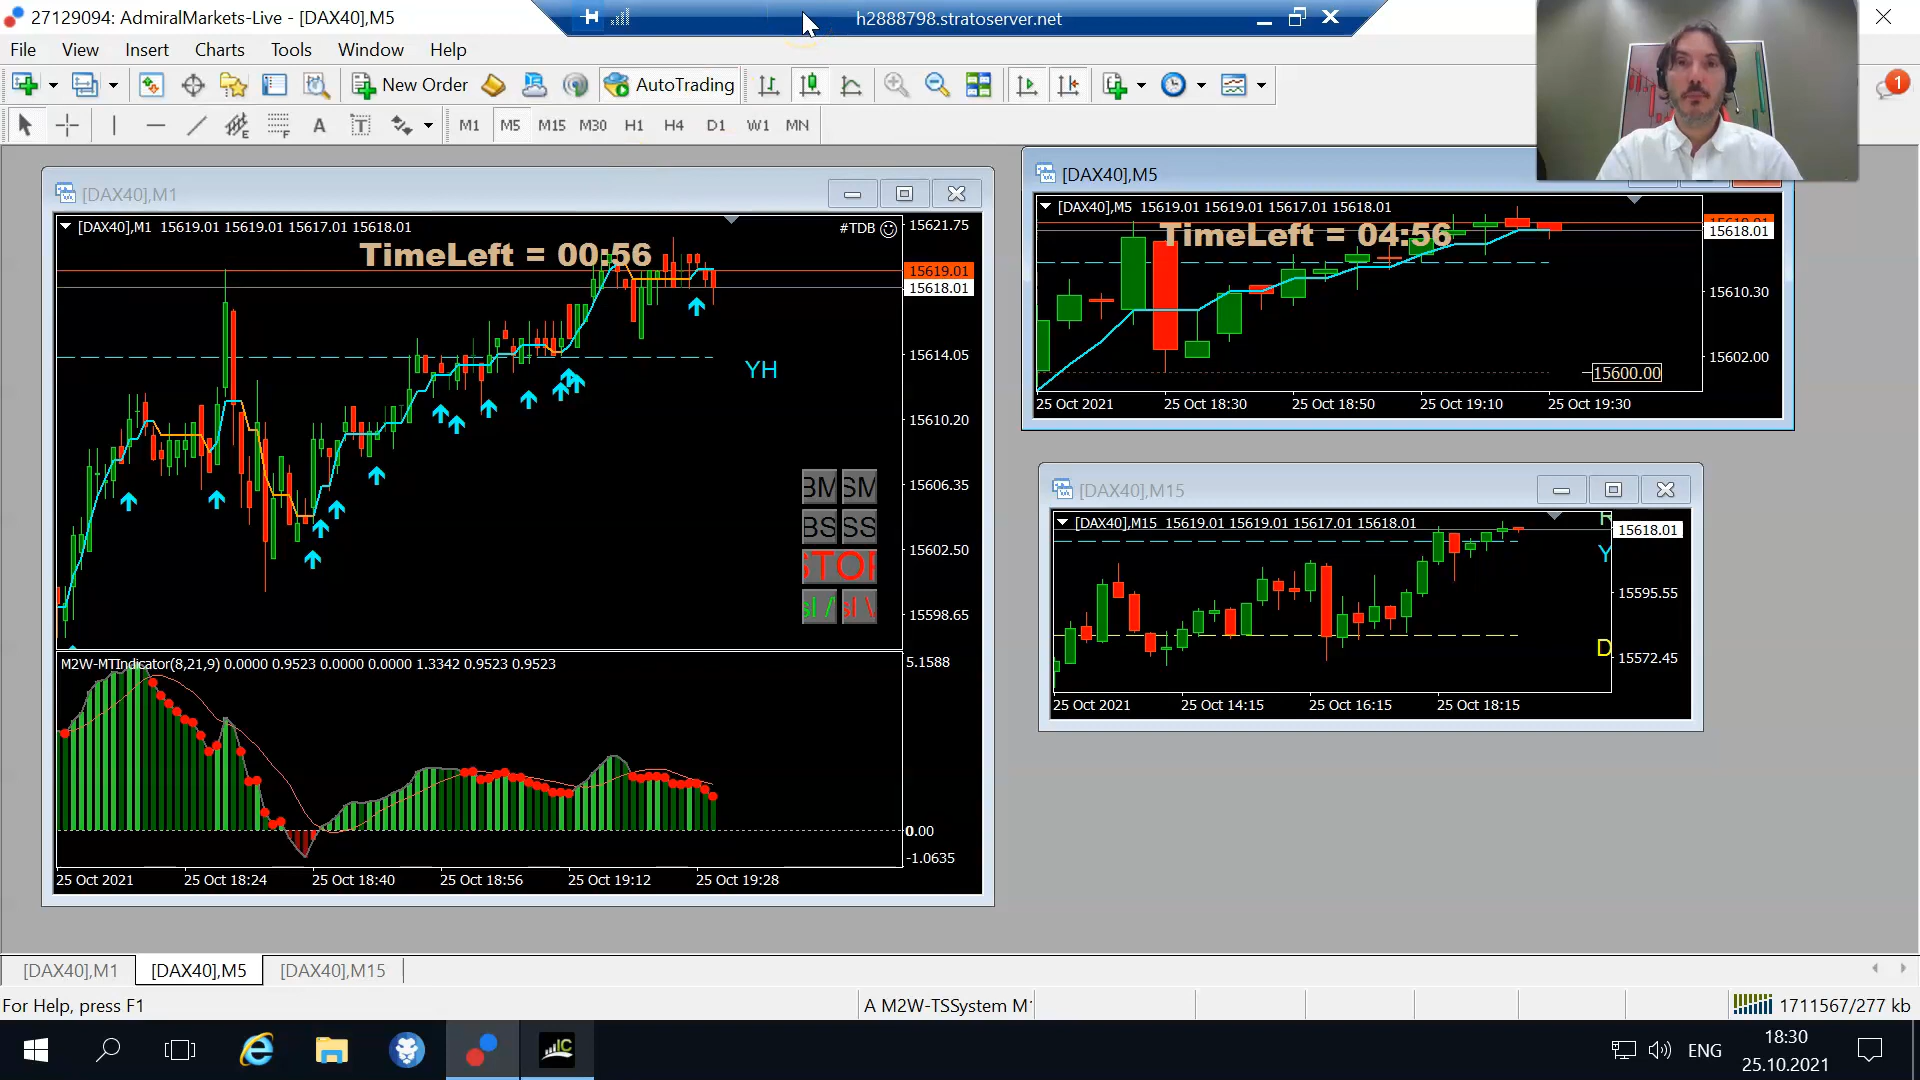 27129094: AdmiralMarkets-Live - [DAX40],M5
h2888798.stratoserver.net
File View Insert Charts Tools Window Help
New Order AutoTrading
1
A T M1 M5 M15 M30 H1 H4 D1 W1 MN
[DAX40],M1
[DAX40],M1 15619.01 15619.01 15617.01 15618.01
#TDB
TimeLeft = 00:56
15621.75
15619.01
15618.01
15614.05
YH
15610.20
15606.35
15602.50
15598.65
BM SM
BS SS
STOP
sl / sl \
M2W-MTIndicator(8,21,9) 0.0000 0.9523 0.0000 0.0000 1.3342 0.9523 0.9523
5.1588
0.00
-1.0635
25 Oct 2021 25 Oct 18:24 25 Oct 18:40 25 Oct 18:56 25 Oct 19:12 25 Oct 19:28
[DAX40],M5
[DAX40],M5 15619.01 15619.01 15617.01 15618.01
TimeLeft = 04:56
15618.01
15610.30
15602.00
15600.00
25 Oct 2021 25 Oct 18:30 25 Oct 18:50 25 Oct 19:10 25 Oct 19:30
[DAX40],M15
[DAX40],M15 15619.01 15619.01 15617.01 15618.01
15618.01
Y
15595.55
D
15572.45
25 Oct 2021 25 Oct 14:15 25 Oct 16:15 25 Oct 18:15
[DAX40],M1 [DAX40],M5 [DAX40],M15
For Help, press F1
A M2W-TSSystem M
1711567/277 kb
IC
ENG
18:30
25.10.2021